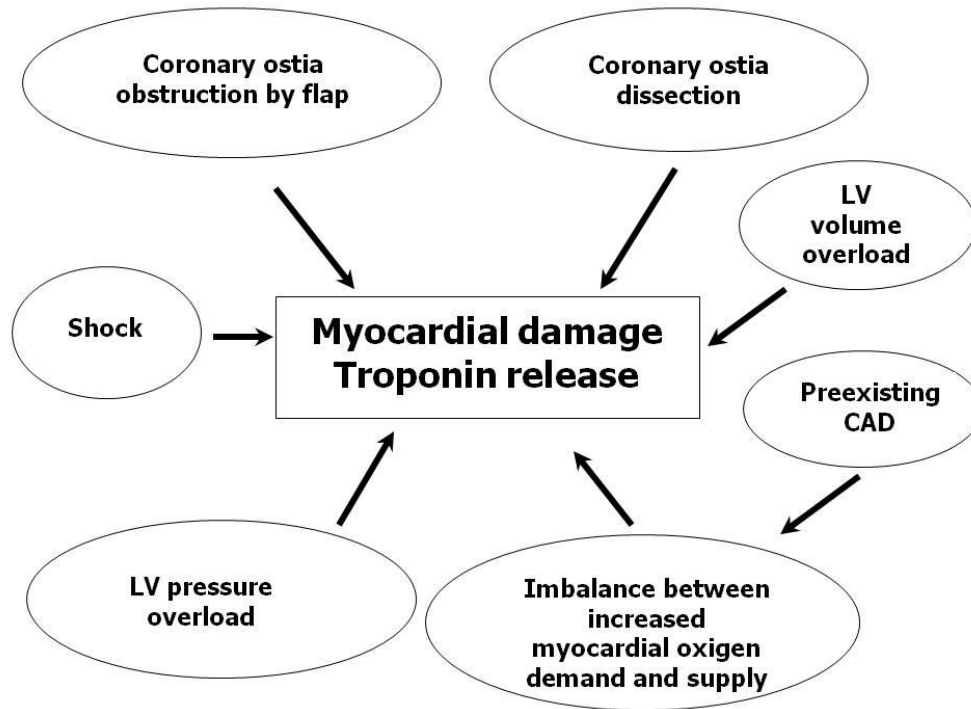 Coronary ostia
obstruction by flap
Coronary ostia
dissection
LV
volume
overload
Shock
Myocardial damage
Troponin release
Preexisting
CAD
LV pressure
overload
Imbalance between
increased
myocardial oxigen
demand and supply